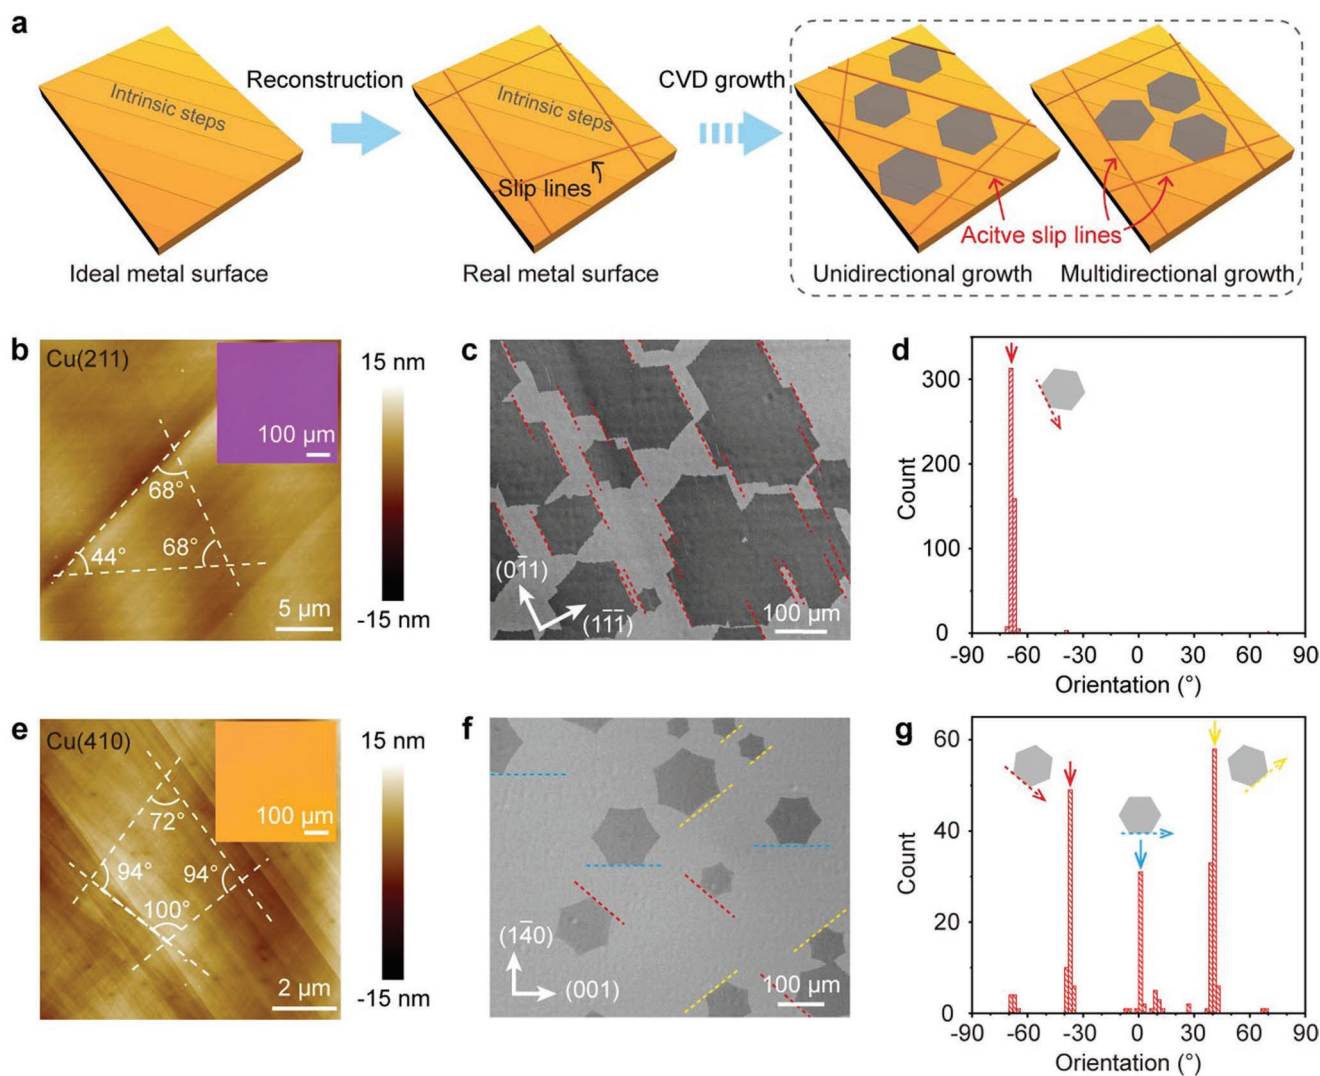 a
Intrinsic steps
Ideal metal surface
Reconstruction
Intrinsic steps
Slip lines
Real metal surface
CVD growth
Acitve slip lines
Unidirectional growth
Multidirectional growth
b
Cu(211)
100 µm
68°
44°
68°
5 µm
15 nm
-15 nm
c
(01̅1)
(11̅1̅)
100 µm
d
Count
300
200
100
0
-90 -60 -30 0 30 60 90
Orientation (°)
e
Cu(410)
100 µm
72°
94°
94°
100°
2 µm
15 nm
-15 nm
f
(14̅0)
(001)
100 µm
g
Count
60
40
20
0
-90 -60 -30 0 30 60 90
Orientation (°)